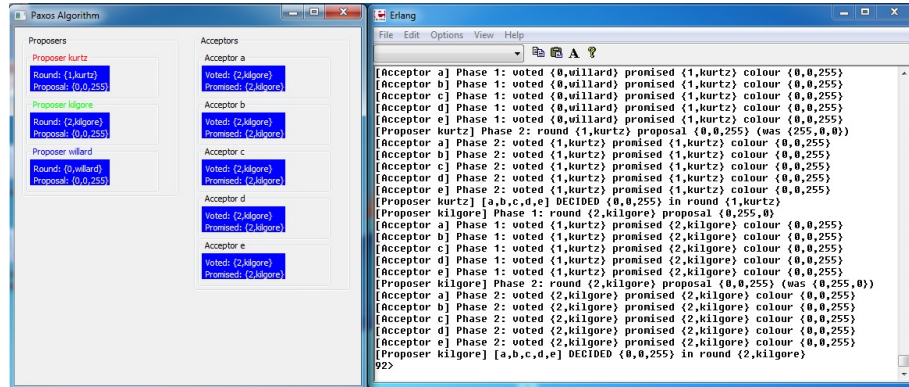 Paxos Algorithm
Proposers
Acceptors
Proposer kurtz
Round: {1,kurtz}
Proposal: {0,0,255}
Proposer kilgore
Round: {2,kilgore}
Proposal: {0,0,255}
Proposer willard
Round: {0,willard}
Proposal: {0,0,255}
Acceptor a
Voted: {2,kilgore}
Promised: {2,kilgore}
Acceptor b
Voted: {2,kilgore}
Promised: {2,kilgore}
Acceptor c
Voted: {2,kilgore}
Promised: {2,kilgore}
Acceptor d
Voted: {2,kilgore}
Promised: {2,kilgore}
Acceptor e
Voted: {2,kilgore}
Promised: {2,kilgore}
Erlang
File Edit Options View Help
[Acceptor a] Phase 1: voted {0,willard} promised {1,kurtz} colour {0,0,255}
[Acceptor b] Phase 1: voted {0,willard} promised {1,kurtz} colour {0,0,255}
[Acceptor c] Phase 1: voted {0,willard} promised {1,kurtz} colour {0,0,255}
[Acceptor d] Phase 1: voted {0,willard} promised {1,kurtz} colour {0,0,255}
[Acceptor e] Phase 1: voted {0,willard} promised {1,kurtz} colour {0,0,255}
[Proposer kurtz] Phase 2: round {1,kurtz} proposal {0,0,255} (was {255,0,0})
[Acceptor a] Phase 2: voted {1,kurtz} promised {1,kurtz} colour {0,0,255}
[Acceptor b] Phase 2: voted {1,kurtz} promised {1,kurtz} colour {0,0,255}
[Acceptor c] Phase 2: voted {1,kurtz} promised {1,kurtz} colour {0,0,255}
[Acceptor d] Phase 2: voted {1,kurtz} promised {1,kurtz} colour {0,0,255}
[Acceptor e] Phase 2: voted {1,kurtz} promised {1,kurtz} colour {0,0,255}
[Proposer kurtz] [a,b,c,d,e] DECIDED {0,0,255} in round {1,kurtz}
[Proposer kilgore] Phase 1: round {2,kilgore} proposal {0,255,0}
[Acceptor a] Phase 1: voted {1,kurtz} promised {2,kilgore} colour {0,0,255}
[Acceptor b] Phase 1: voted {1,kurtz} promised {2,kilgore} colour {0,0,255}
[Acceptor c] Phase 1: voted {1,kurtz} promised {2,kilgore} colour {0,0,255}
[Acceptor d] Phase 1: voted {1,kurtz} promised {2,kilgore} colour {0,0,255}
[Acceptor e] Phase 1: voted {1,kurtz} promised {2,kilgore} colour {0,0,255}
[Proposer kilgore] Phase 2: round {2,kilgore} proposal {0,0,255} (was {0,255,0})
[Acceptor a] Phase 2: voted {2,kilgore} promised {2,kilgore} colour {0,0,255}
[Acceptor b] Phase 2: voted {2,kilgore} promised {2,kilgore} colour {0,0,255}
[Acceptor c] Phase 2: voted {2,kilgore} promised {2,kilgore} colour {0,0,255}
[Acceptor d] Phase 2: voted {2,kilgore} promised {2,kilgore} colour {0,0,255}
[Acceptor e] Phase 2: voted {2,kilgore} promised {2,kilgore} colour {0,0,255}
[Proposer kilgore] [a,b,c,d,e] DECIDED {0,0,255} in round {2,kilgore}
92>